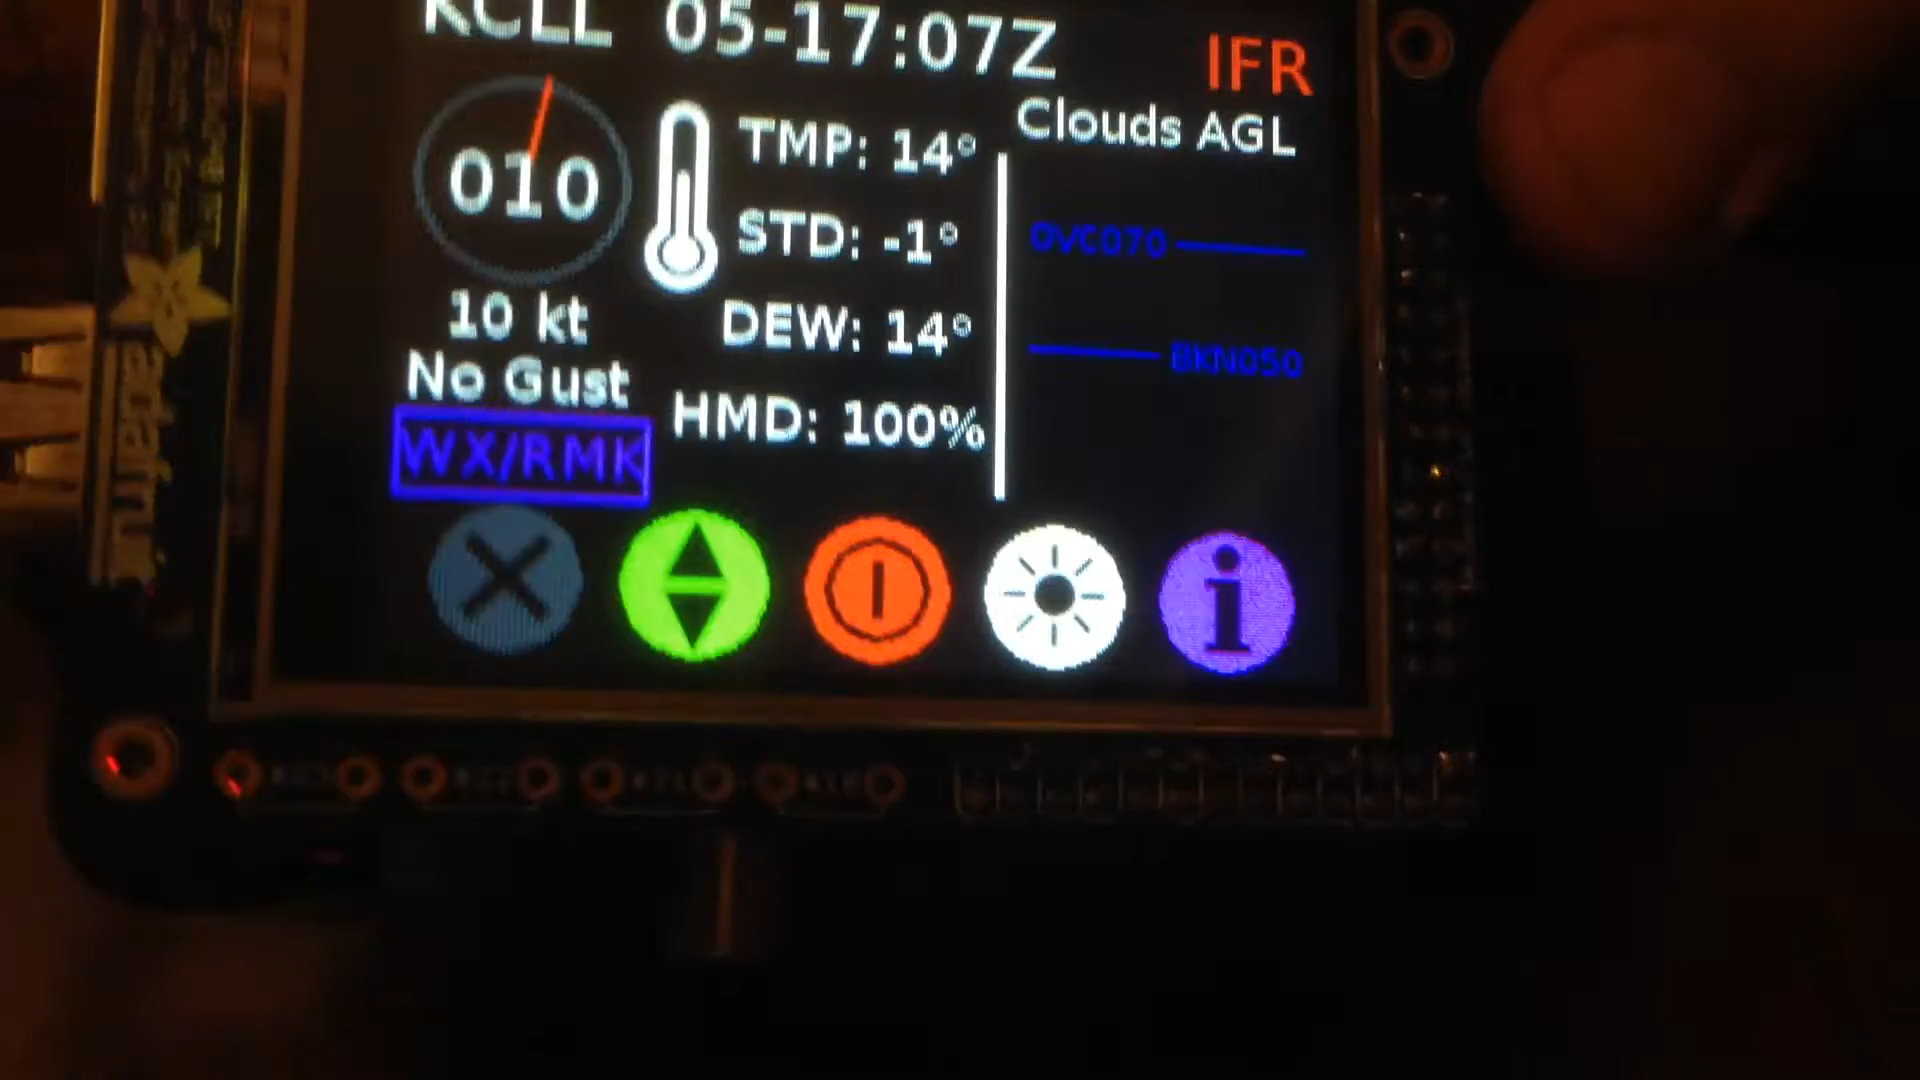 KCLL 05-17:07Z
IFR
010
10 kt
No Gust
WX/RMK
TMP: 14°
STD: -1°
DEW: 14°
HMD: 100%
Clouds AGL
OVC070
BKN050
i
adafruit